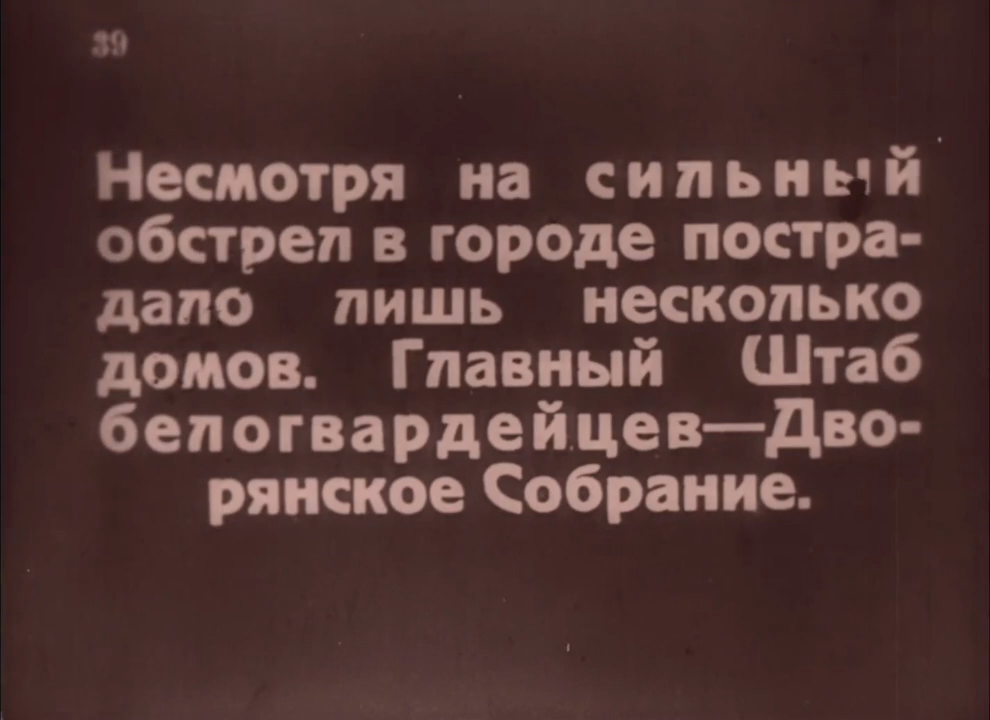 39
Несмотря на сильный
обстрел в городе постра-
дало лишь несколько
домов. Главный Штаб
белогвардейцев—Дво-
рянское Собрание.